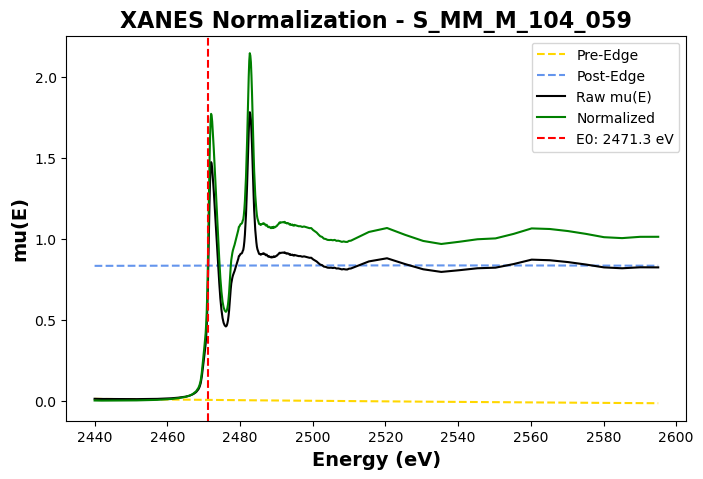 XANES Normalization - S_MM_M_104_059
mu(E)
2.0
1.5
1.0
0.5
0.0
Pre-Edge
Post-Edge
Raw mu(E)
Normalized
E0: 2471.3 eV
2440 2460 2480 2500 2520 2540 2560 2580 2600
Energy (eV)